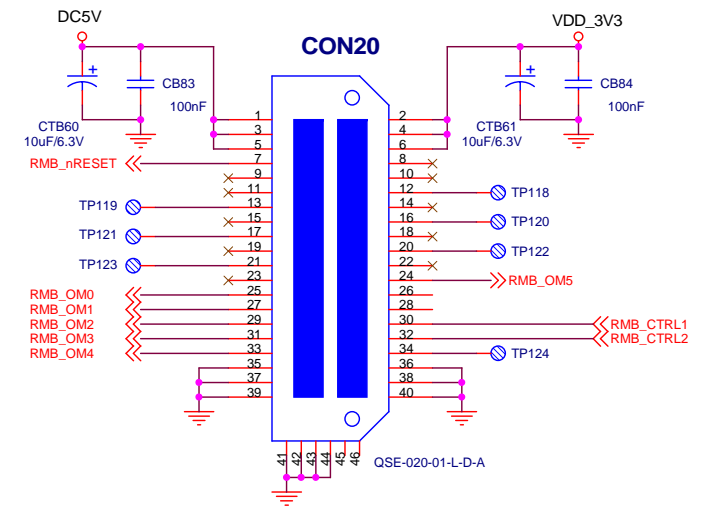 DC5V
VDD_3V3
CON20
CB83
100nF
CTB60
10uF/6.3V
CB84
100nF
CTB61
10uF/6.3V
1 2
3 4
5 6
RMB_nRESET 7 8
9 10
11 12 TP118
TP119 13 14
15 16 TP120
TP121 17 18
19 20 TP122
TP123 21 22
23 24 RMB_OM5
RMB_OM0 25 26
RMB_OM1 27 28
RMB_OM2 29 30 RMB_CTRL1
RMB_OM3 31 32 RMB_CTRL2
RMB_OM4 33 34 TP124
35 36
37 38
39 40
41 42 43 44 45 46
QSE-020-01-L-D-A